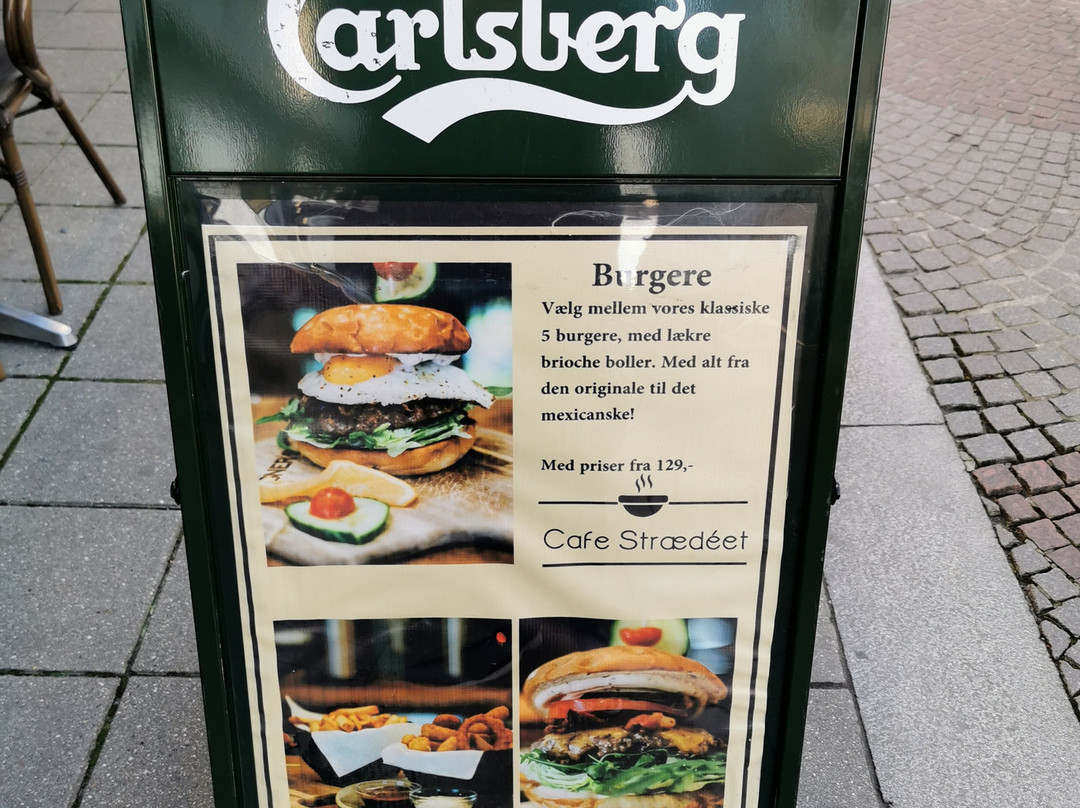 Carlsberg
Burgere
Vælg mellem vores klassiske
5 burgere, med lækre
brioche boller. Med alt fra
den originale til det
mexicanske!
Med priser fra 129,-
Cafe Strædéet